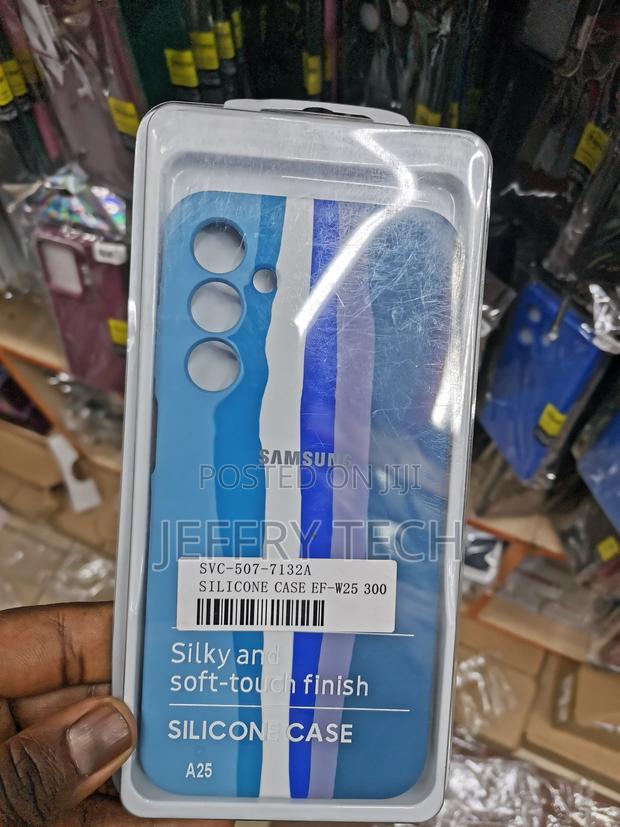 SAMSUNG
POSTED ON JIJI
JEFERY TECH
SVC-507-7132A
SILICONE CASE EF-W25 300
Silky and
soft-touch finish
SILICONE CASE
A25